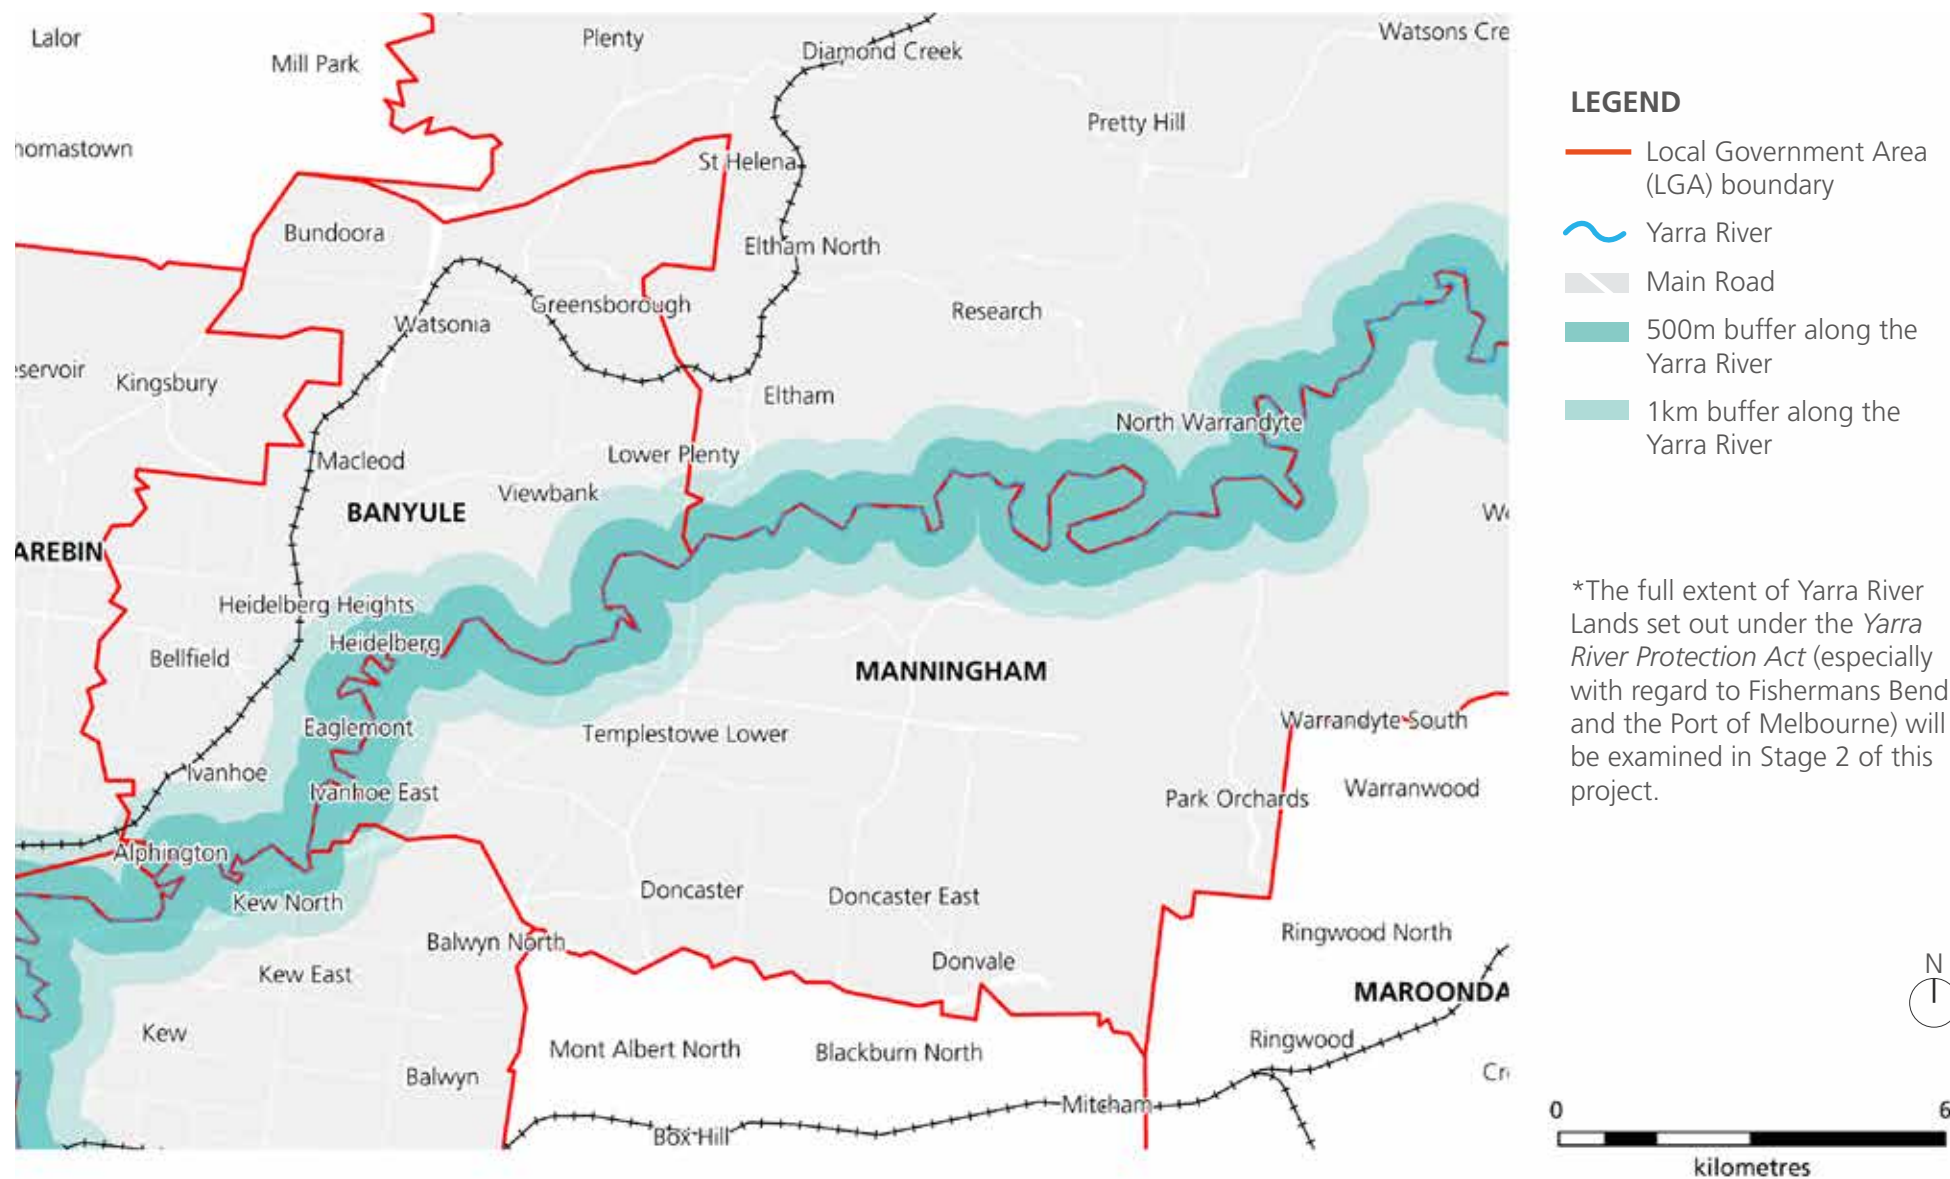 Lalor
Plenty
Watsons Cre
Mill Park
Diamond Creek
Pretty Hill
homastown
St Helena
Bundoora
Eltham North
Greensborough
Research
Watsonia
eservoir
Kingsbury
Eltham
North Warrandyte
Lower Plenty
Macleod
Viewbank
BANYULE
We
AREBIN
Heidelberg Heights
Heidelberg
Bellfield
MANNINGHAM
Eaglemont
Templestowe Lower
Warrandyte South
Ivanhoe
Ivanhoe East
Park Orchards
Warranwood
Alphington
Kew North
Doncaster
Doncaster East
Balwyn North
Ringwood North
Kew East
Donvale
MAROONDA
Kew
Mont Albert North
Blackburn North
Ringwood
Balwyn
Cr
Mitcham
Box Hill
LEGEND
Local Government Area
(LGA) boundary
Yarra River
Main Road
500m buffer along the
Yarra River
1km buffer along the
Yarra River
*The full extent of Yarra River
Lands set out under the Yarra
River Protection Act (especially
with regard to Fishermans Bend
and the Port of Melbourne) will
be examined in Stage 2 of this
project.
N
0 6
kilometres